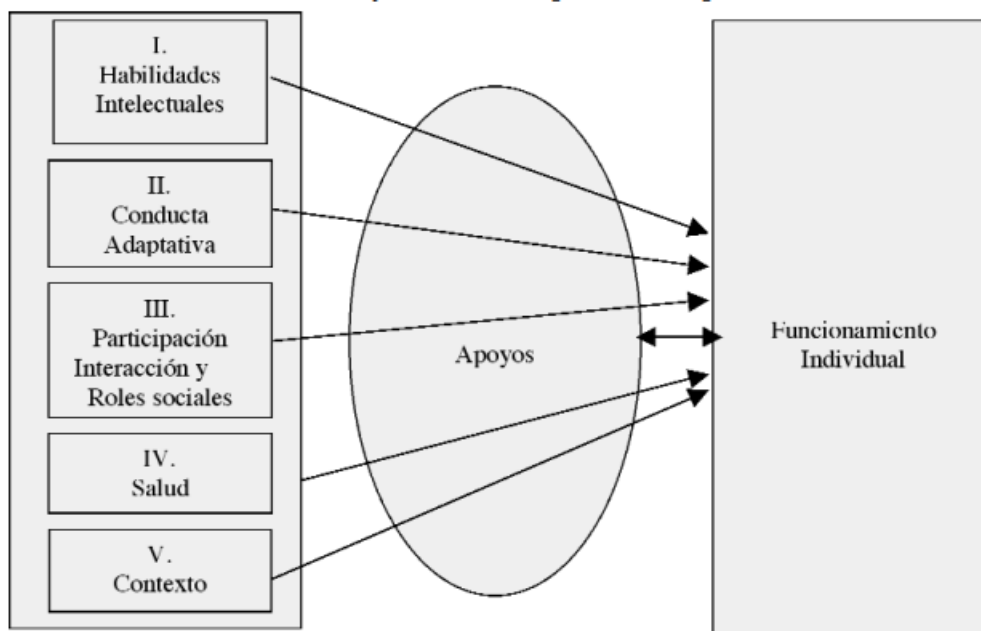 I.
Habilidades
Intelectuales
II.
Conducta
Adaptativa
III.
Participación
Interacción y
Roles sociales
IV.
Salud
V.
Contexto
Apoyos
Funcionamiento
Individual